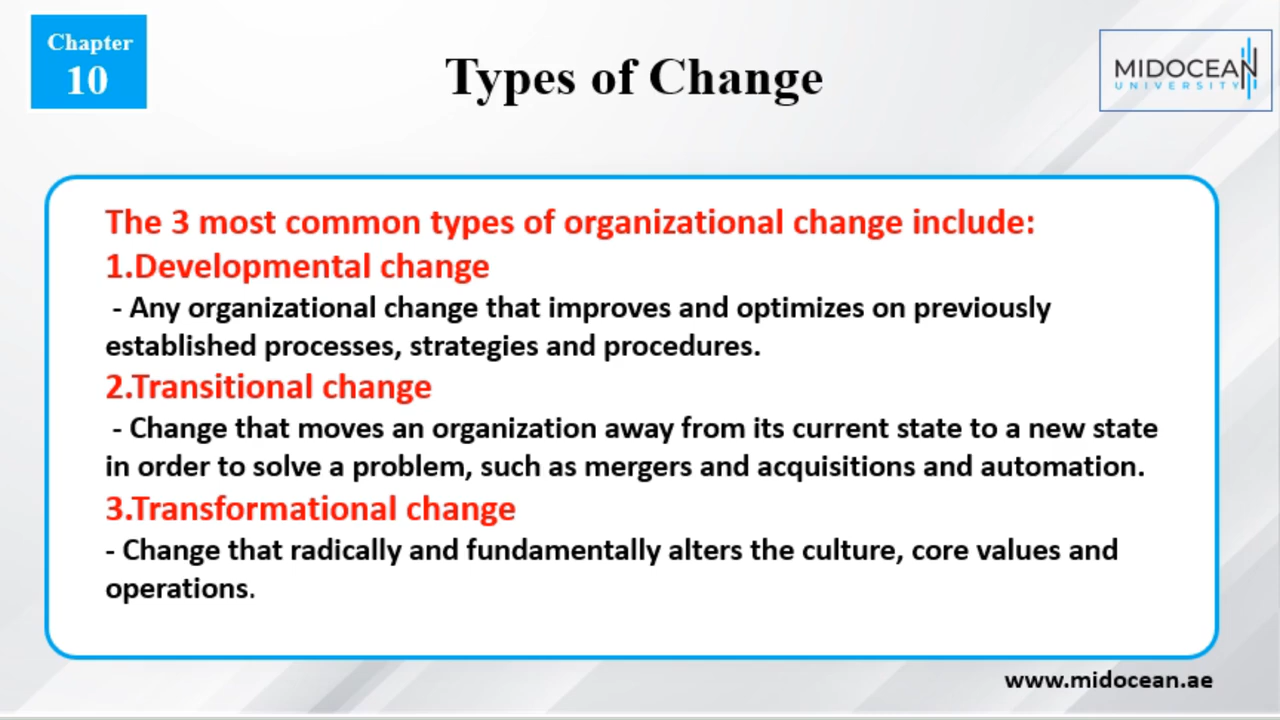 Chapter
10
Types of Change
MIDOCEAN
UNIVERSITY
The 3 most common types of organizational change include:
1.Developmental change
- Any organizational change that improves and optimizes on previously
established processes, strategies and procedures.
2.Transitional change
- Change that moves an organization away from its current state to a new state
in order to solve a problem, such as mergers and acquisitions and automation.
3.Transformational change
- Change that radically and fundamentally alters the culture, core values and
operations.
www.midocean.ae